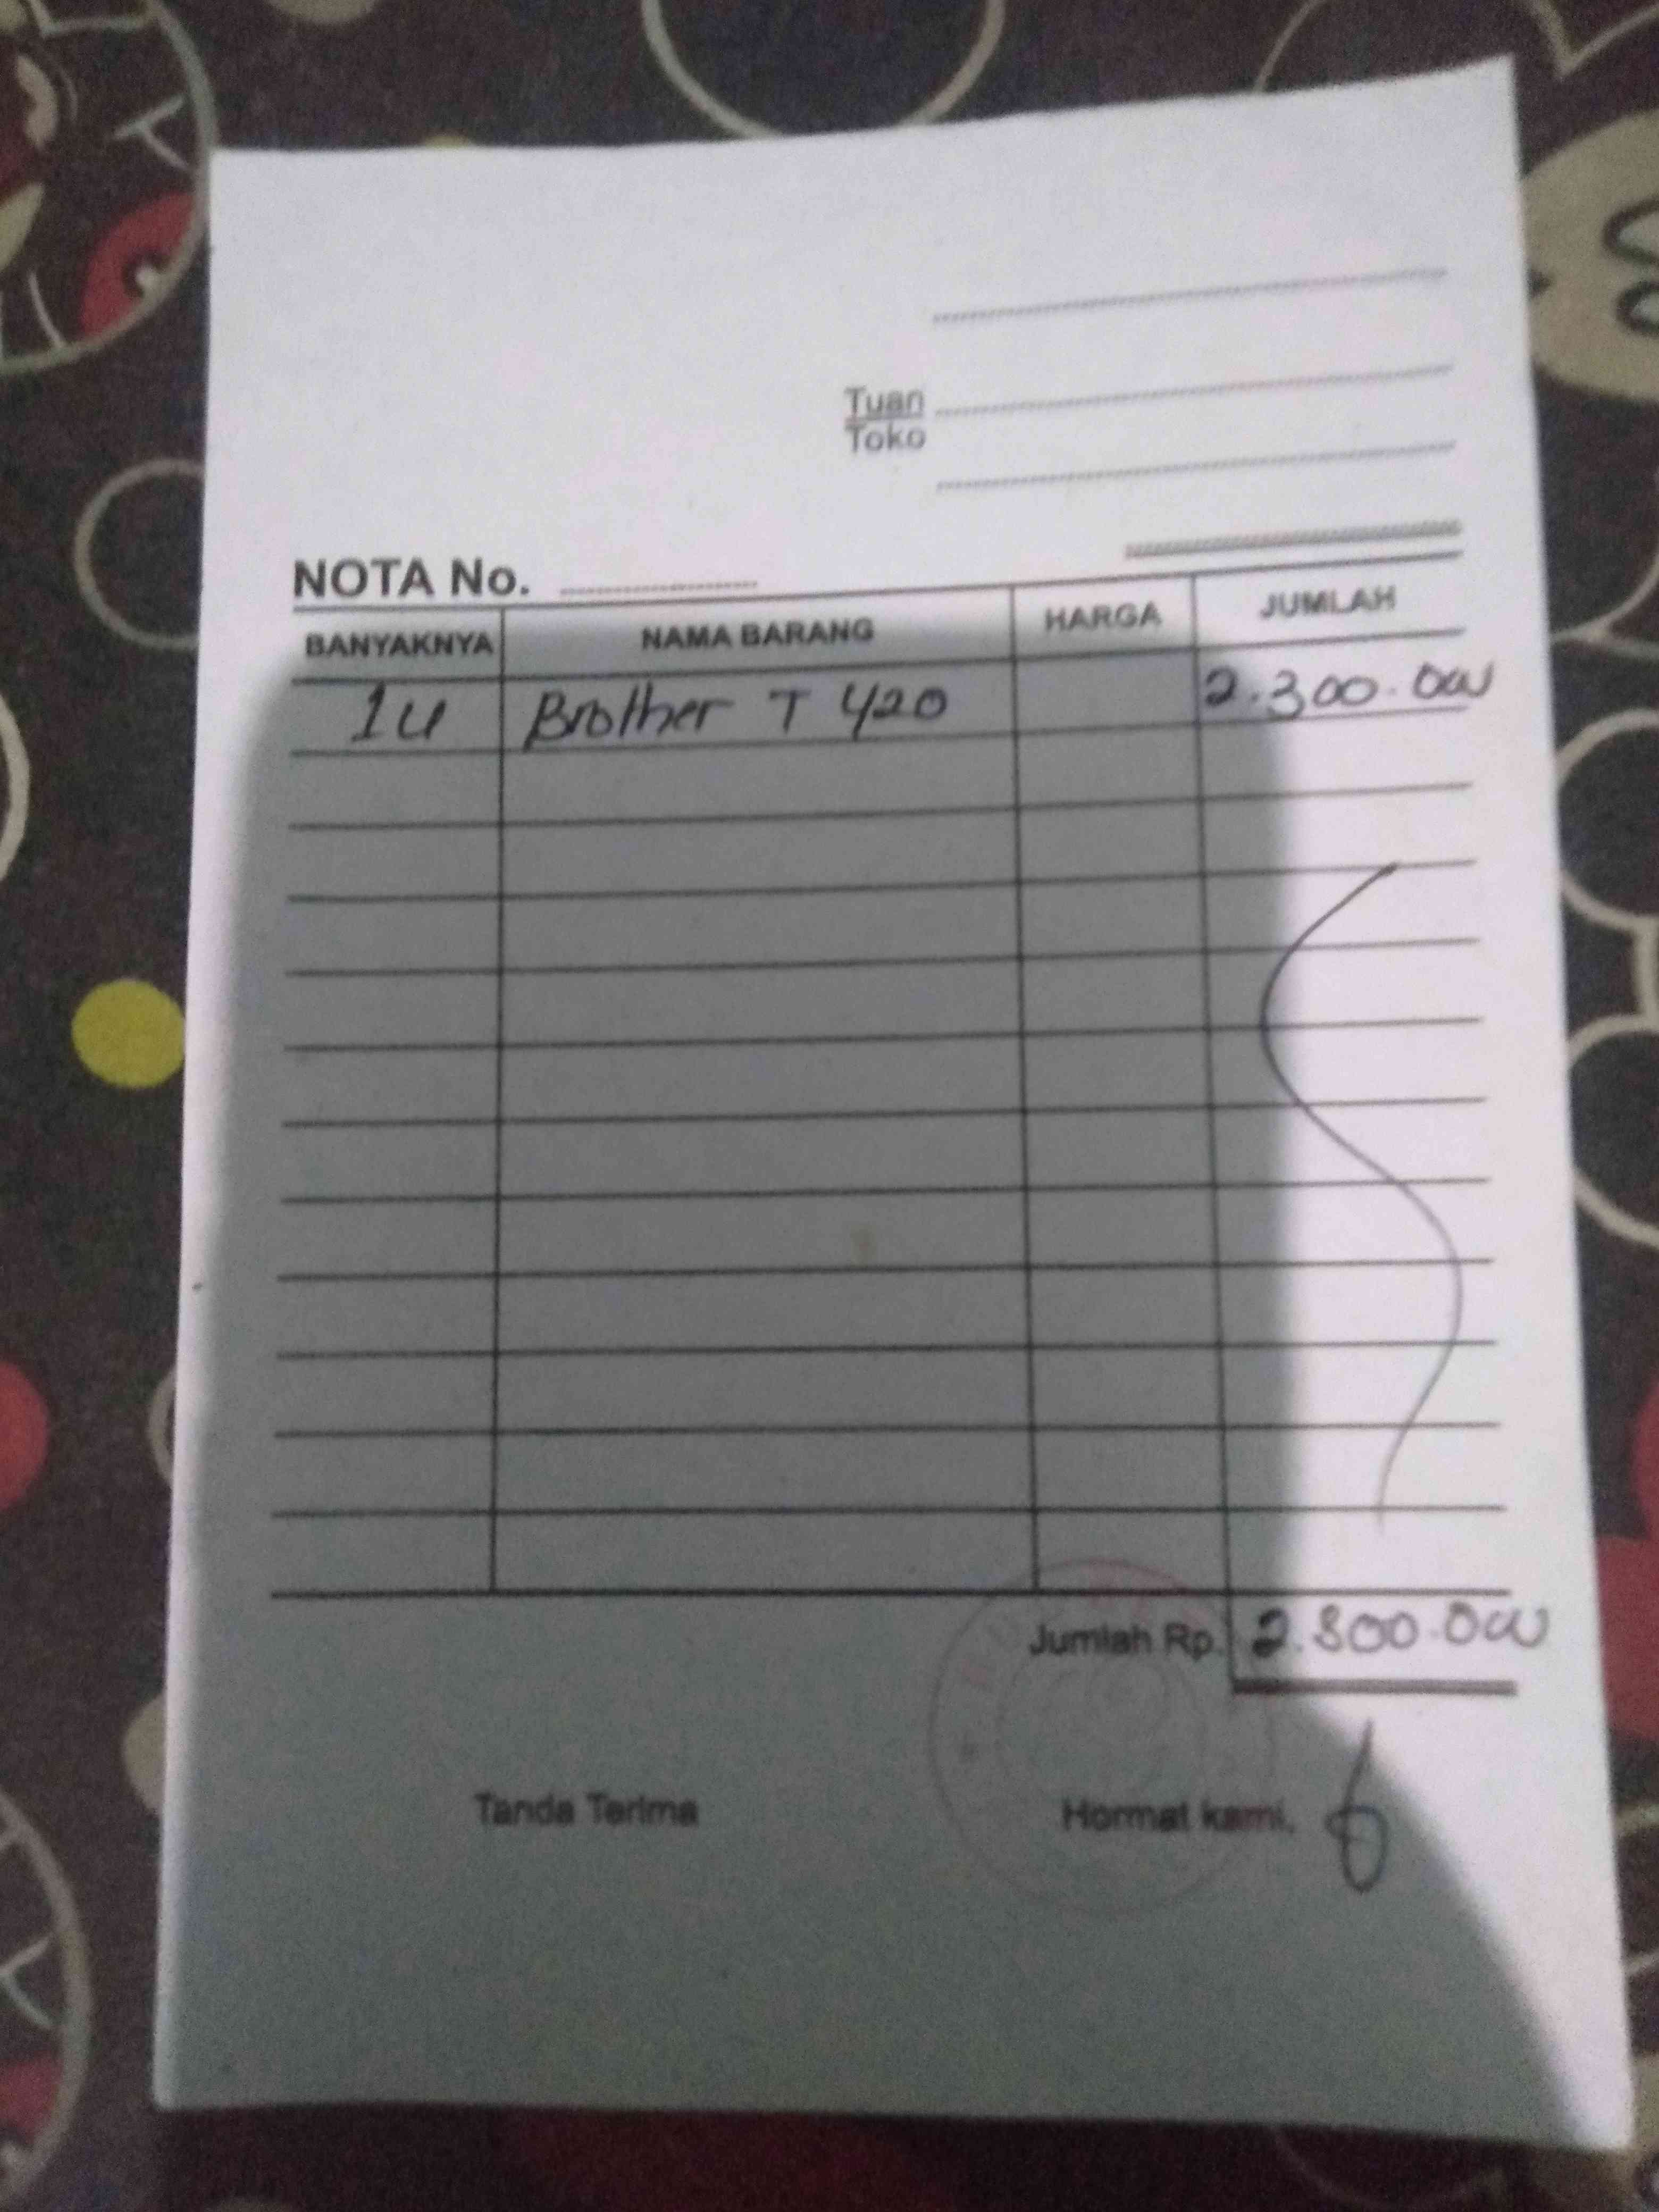 Tuan
Toko
NOTA No.
BANYAKNYA NAMA BARANG HARGA JUMLAH
1 U Brother T 420 2.300.000
Jumlah Rp. 2.300.000
Tanda Terima Hormat kami,